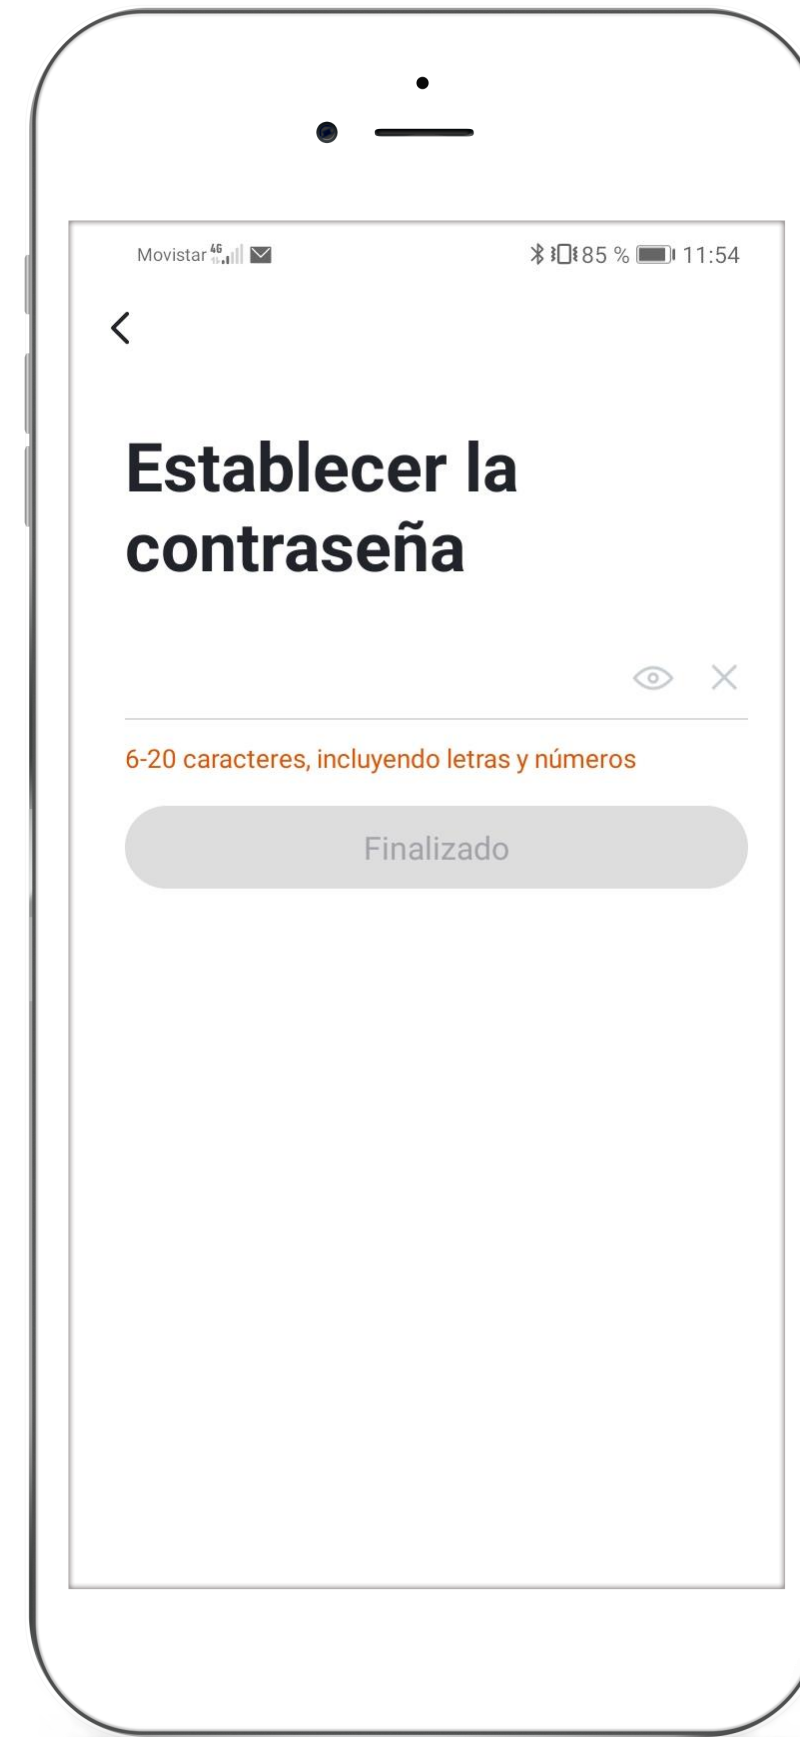 Movistar 4G 85 % 11:54
Establecer la
contraseña
6-20 caracteres, incluyendo letras y números
Finalizado